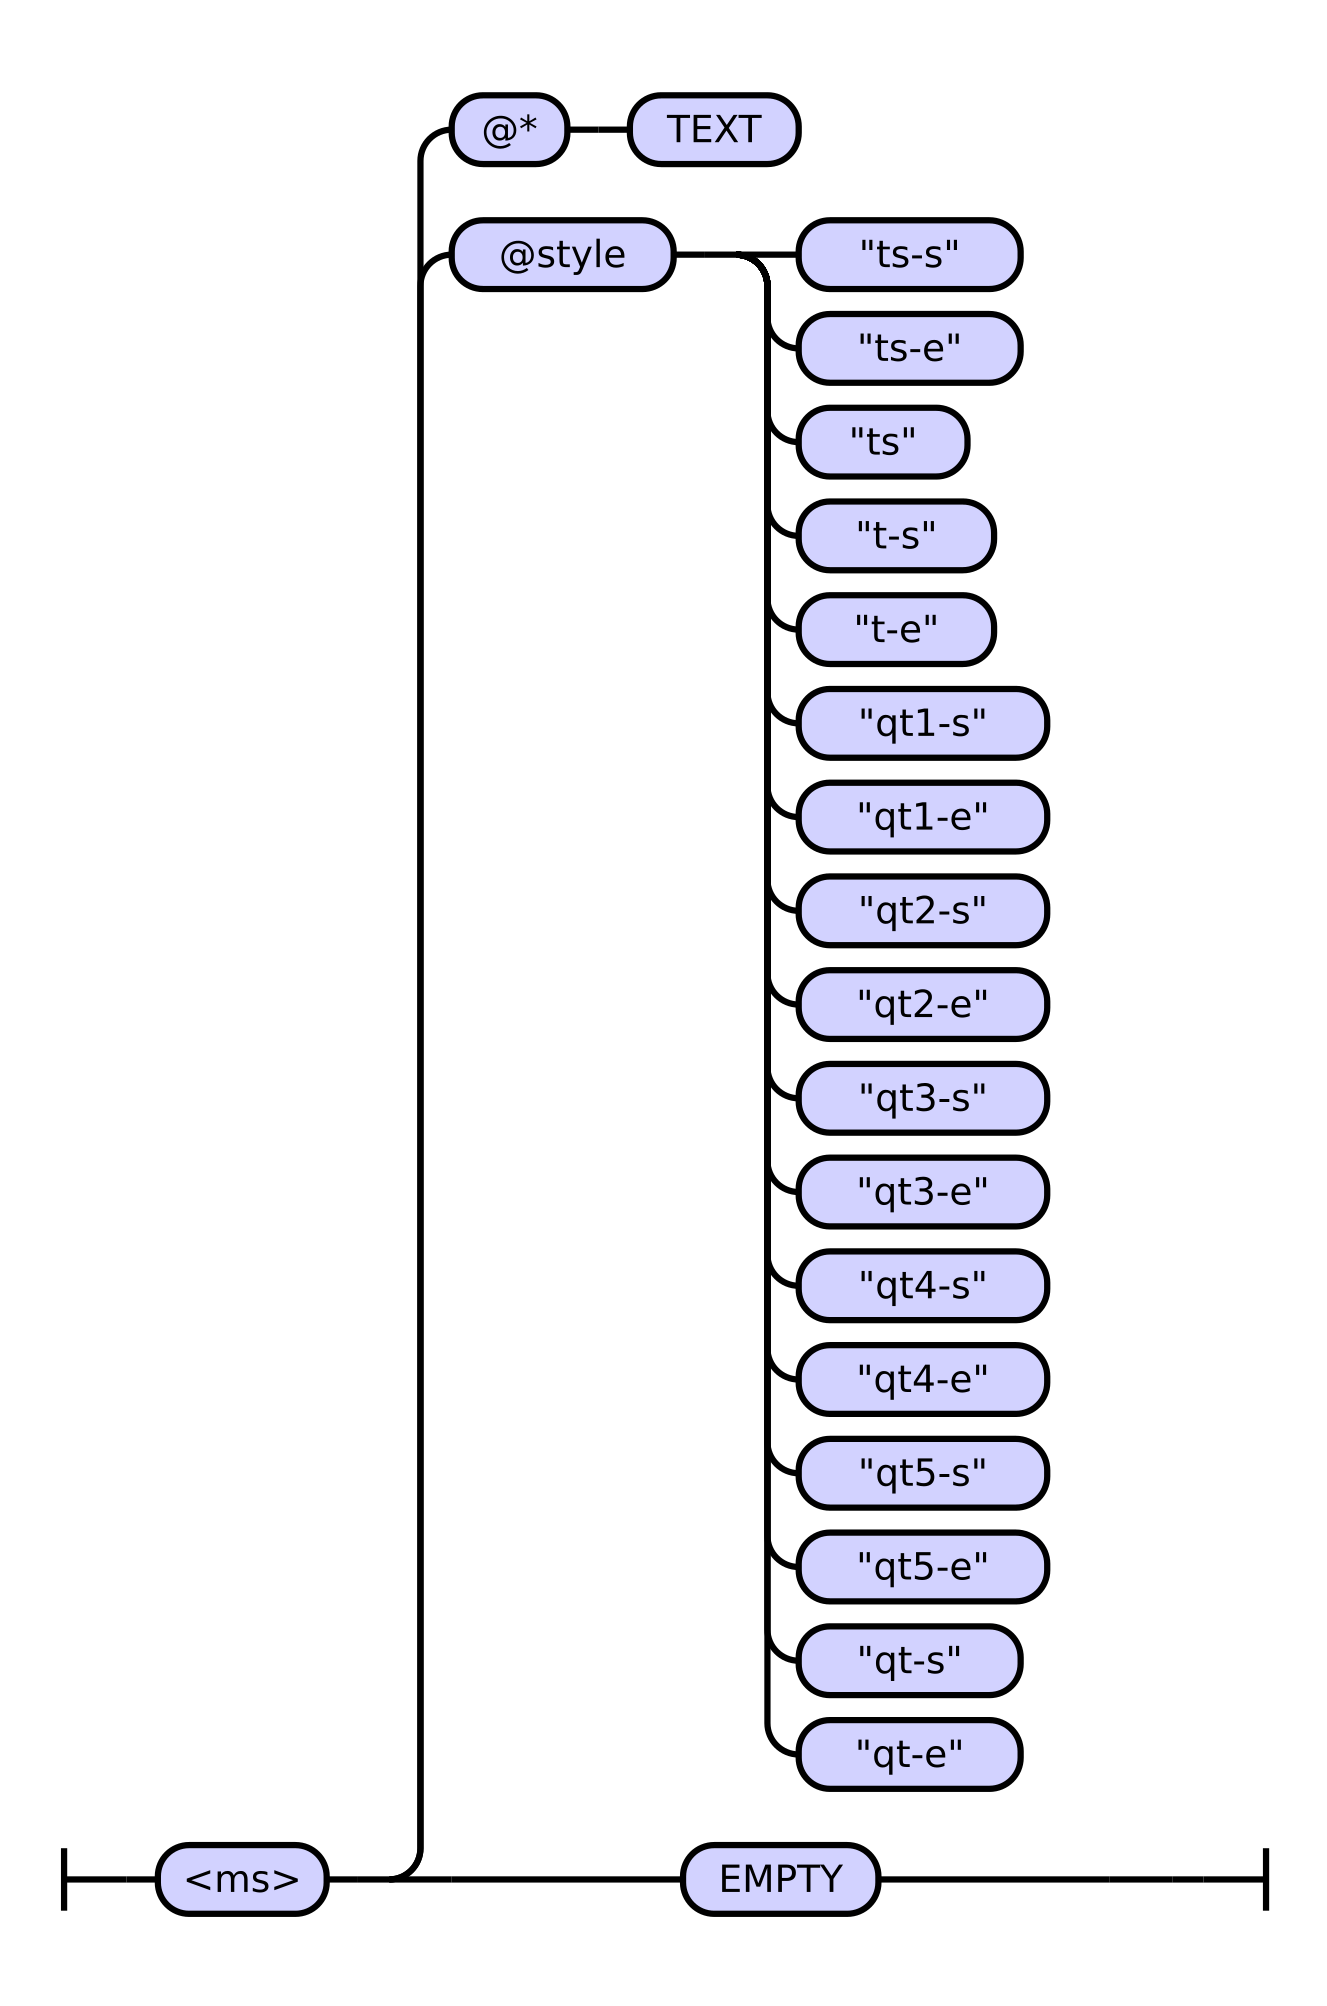 @* TEXT
@style "ts-s"
"ts-e"
"ts"
"t-s"
"t-e"
"qt1-s"
"qt1-e"
"qt2-s"
"qt2-e"
"qt3-s"
"qt3-e"
"qt4-s"
"qt4-e"
"qt5-s"
"qt5-e"
"qt-s"
"qt-e"
<ms> EMPTY